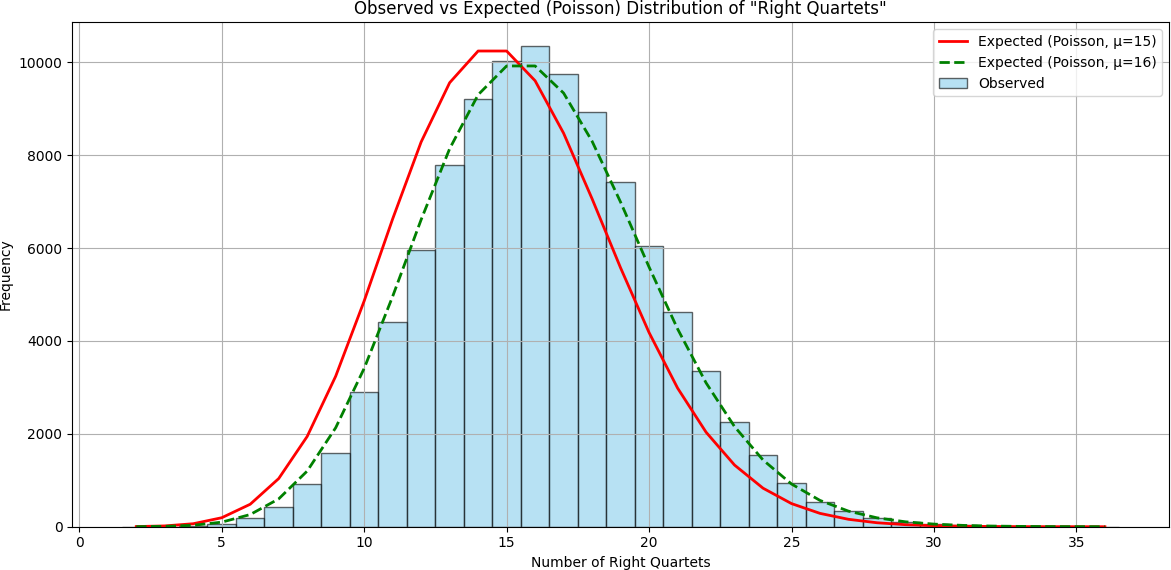 Observed vs Expected (Poisson) Distribution of "Right Quartets"
Expected (Poisson, μ=15)
Expected (Poisson, μ=16)
Observed
Frequency
10000
8000
6000
4000
2000
0
0 5 10 15 20 25 30 35
Number of Right Quartets